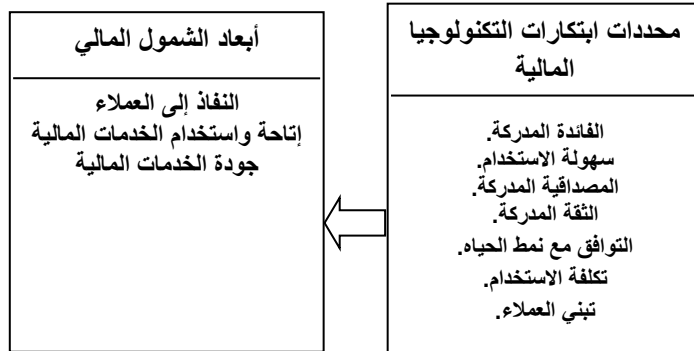 محددات ابتكارات التكنولوجيا
المالية
الفائدة المدركة.
سهولة الاستخدام.
المصداقية المدركة.
الثقة المدركة.
التوافق مع نمط الحياه.
تكلفة الاستخدام.
تبني العملاء.
أبعاد الشمول المالي
النفاذ إلى العملاء
إتاحة واستخدام الخدمات المالية
جودة الخدمات المالية